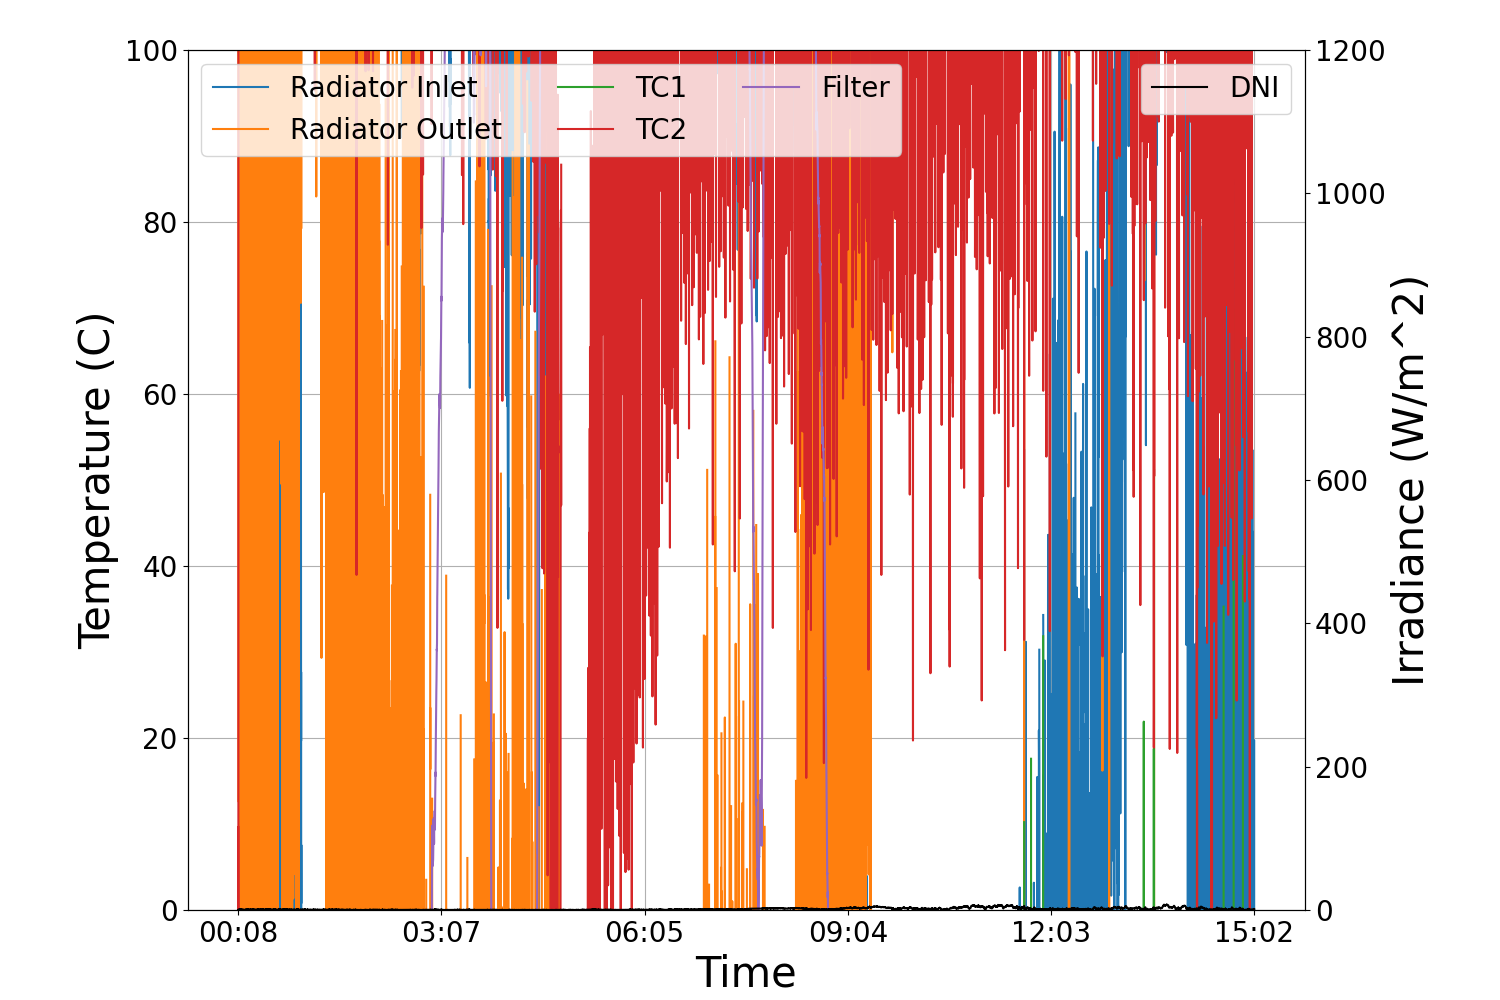 100
80
60
40
20
0
Temperature (C)
Radiator Inlet
Radiator Outlet
TC1
TC2
Filter
DNI
1200
1000
800
600
400
200
0
Irradiance (W/m^2)
00:08 03:07 06:05 09:04 12:03 15:02
Time